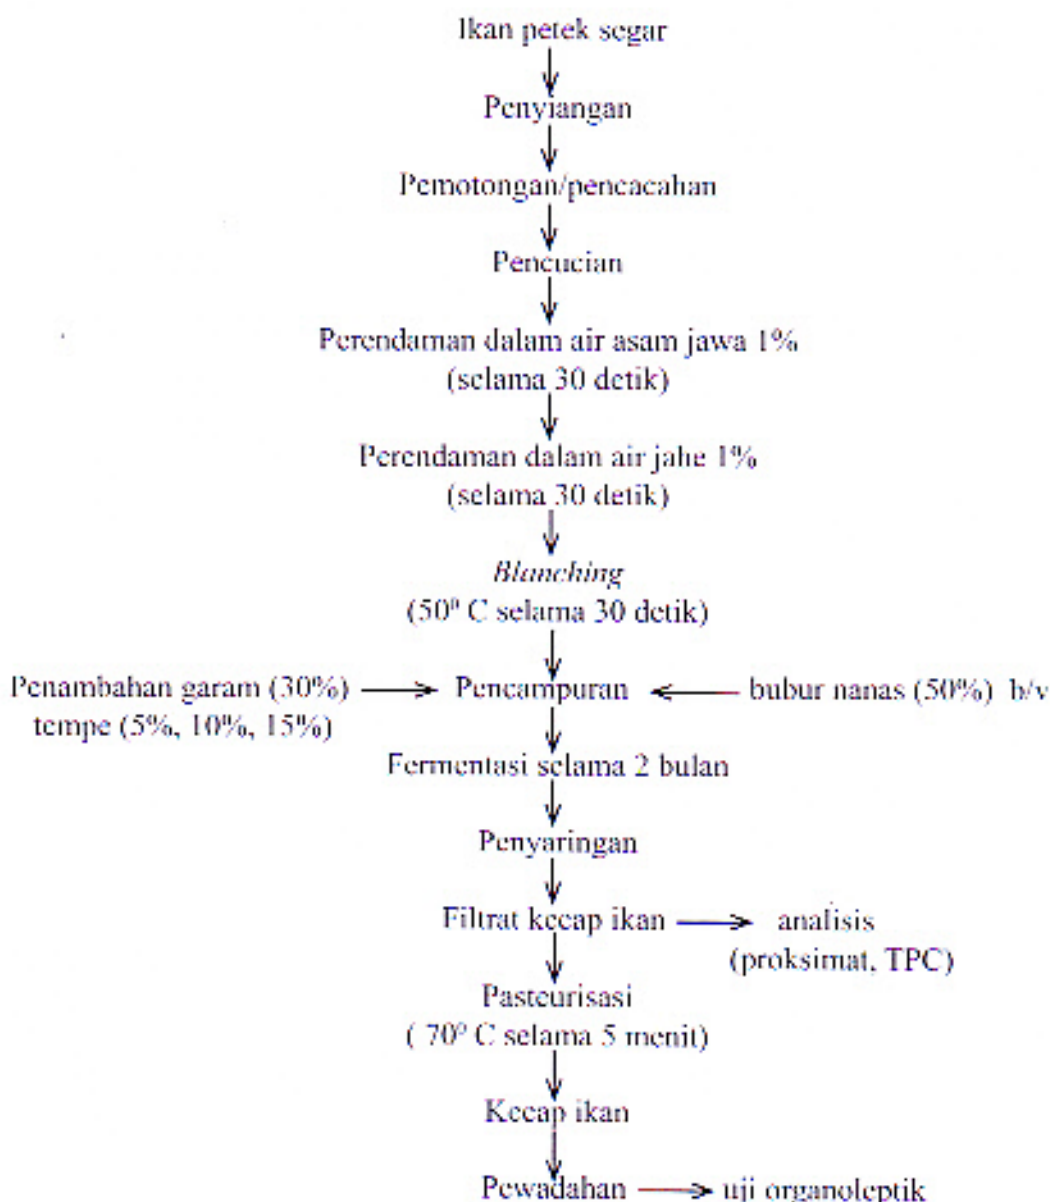 Ikan petek segar
Penyiangan
Pemotongan/pencacahan
Pencucian
Perendaman dalam air asam jawa 1%
(selama 30 detik)
Perendaman dalam air jahe 1%
(selama 30 detik)
Blanching
(50⁰ C selama 30 detik)
Penambahan garam (30%)
tempe (5%, 10%, 15%)
Pencampuran
bubur nanas (50%) b/v
Fermentasi selama 2 bulan
Penyaringan
Filtrat kecap ikan
analisis
(proksimat, TPC)
Pasteurisasi
( 70⁰ C selama 5 menit)
Kecap ikan
Pewadahan
uji organoleptik